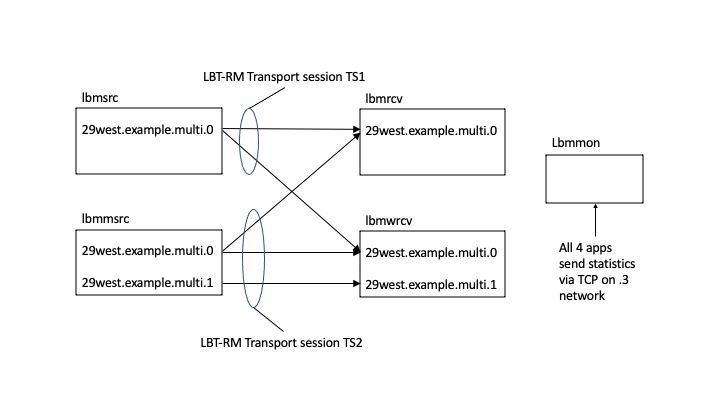 LBT-RM Transport session TS1
lbmsrc
lbmrcv
29west.example.multi.0
29west.example.multi.0
Lbmmon
lbmmsrc
lbmwrcv
29west.example.multi.0
29west.example.multi.0
29west.example.multi.1
29west.example.multi.1
All 4 apps
send statistics
via TCP on .3
network
LBT-RM Transport session TS2